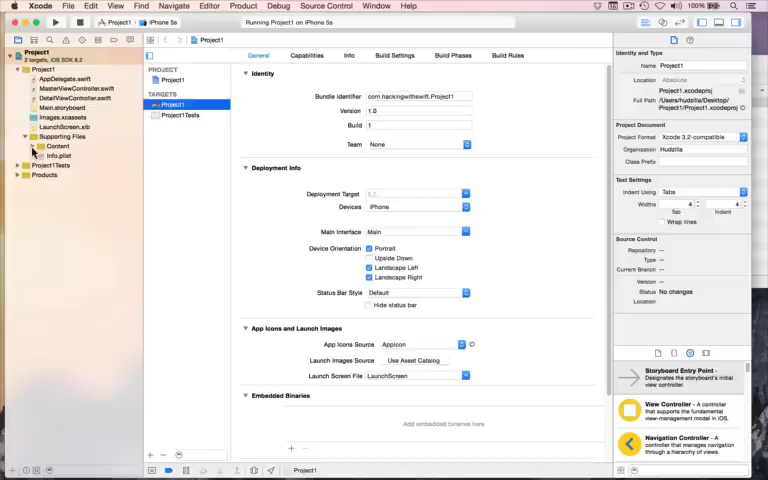 Xcode File Edit View Find Navigate Editor Product Debug Source Control Window Help 100%
Project1 iPhone 5s Running Project1 on iPhone 5s
Project1
2 targets, iOS SDK 8.2
Project1
AppDelegate.swift
MasterViewController.swift
DetailViewController.swift
Main.storyboard
Images.xcassets
LaunchScreen.xib
Supporting Files
Content
Info.plist
Project1Tests
Products
Project1
General Capabilities Info Build Settings Build Phases Build Rules
PROJECT
Project1
TARGETS
Project1
Project1Tests
Identity
Bundle Identifier com.hackingwithswift.Project1
Version 1.0
Build 1
Team None
Deployment Info
Deployment Target 8.2
Devices iPhone
Main Interface Main
Device Orientation Portrait
Upside Down
Landscape Left
Landscape Right
Status Bar Style Default
Hide status bar
App Icons and Launch Images
App Icons Source AppIcon
Launch Images Source Use Asset Catalog
Launch Screen File LaunchScreen
Embedded Binaries
Add embedded binaries here
Project1
Identity and Type
Name Project1
Location Absolute
Project1.xcodeproj
Full Path /Users/hudzilla/Desktop/
Project1/Project1.xcodeproj
Project Document
Project Format Xcode 3.2-compatible
Organization Hudzilla
Class Prefix
Text Settings
Indent Using Tabs
Widths 4 4
Tab Indent
Wrap lines
Source Control
Repository --
Type --
Current Branch --
Version --
Status No changes
Location
Storyboard Entry Point -
Designates the storyboard's initial
view controller.
View Controller - A controller
that supports the fundamental
view-management model in iOS.
Navigation Controller - A
controller that manages navigation
through a hierarchy of views.